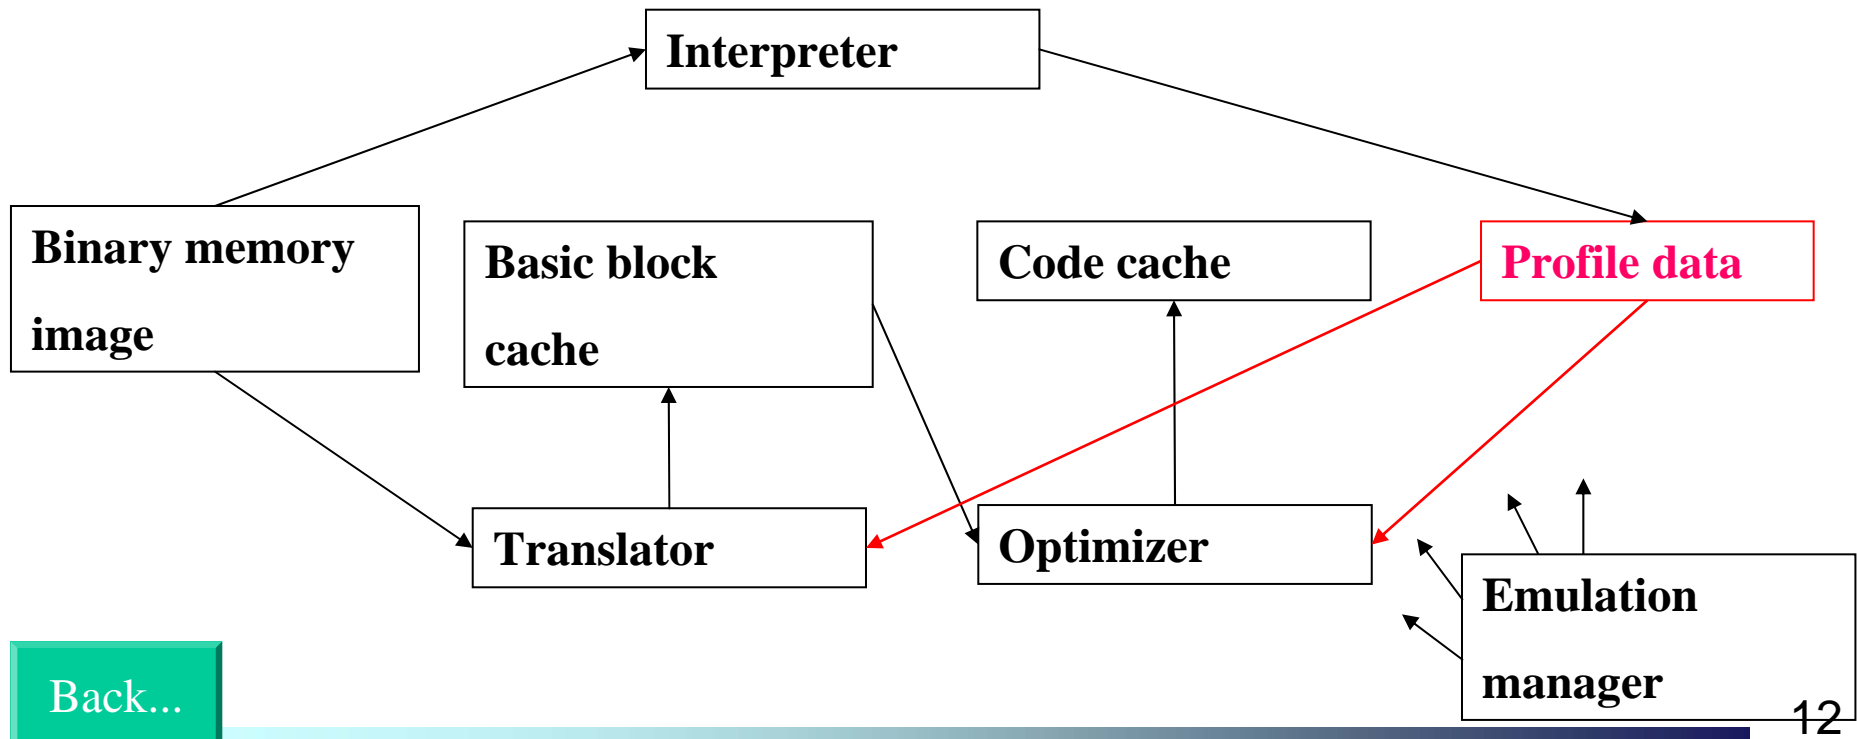 Interpreter
Binary memory
image
Basic block
cache
Code cache
Profile data
Translator
Optimizer
Emulation
manager
Back...
12